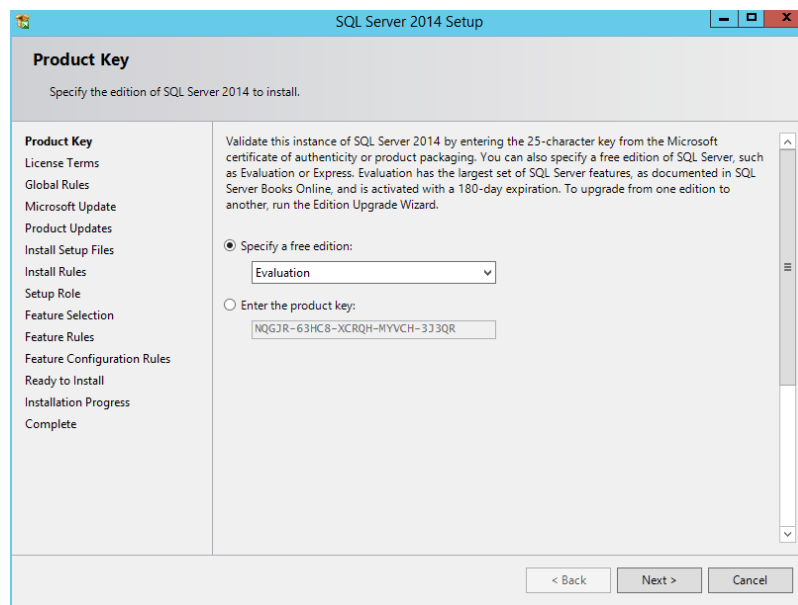 SQL Server 2014 Setup
Product Key
Specify the edition of SQL Server 2014 to install.
Product Key
License Terms
Global Rules
Microsoft Update
Product Updates
Install Setup Files
Install Rules
Setup Role
Feature Selection
Feature Rules
Feature Configuration Rules
Ready to Install
Installation Progress
Complete
Validate this instance of SQL Server 2014 by entering the 25-character key from the Microsoft
certificate of authenticity or product packaging. You can also specify a free edition of SQL Server, such
as Evaluation or Express. Evaluation has the largest set of SQL Server features, as documented in SQL
Server Books Online, and is activated with a 180-day expiration. To upgrade from one edition to
another, run the Edition Upgrade Wizard.
Specify a free edition:
Evaluation
Enter the product key:
NQGJR-63HC8-XCRQH-MYVCH-3J3QR
< Back
Next >
Cancel